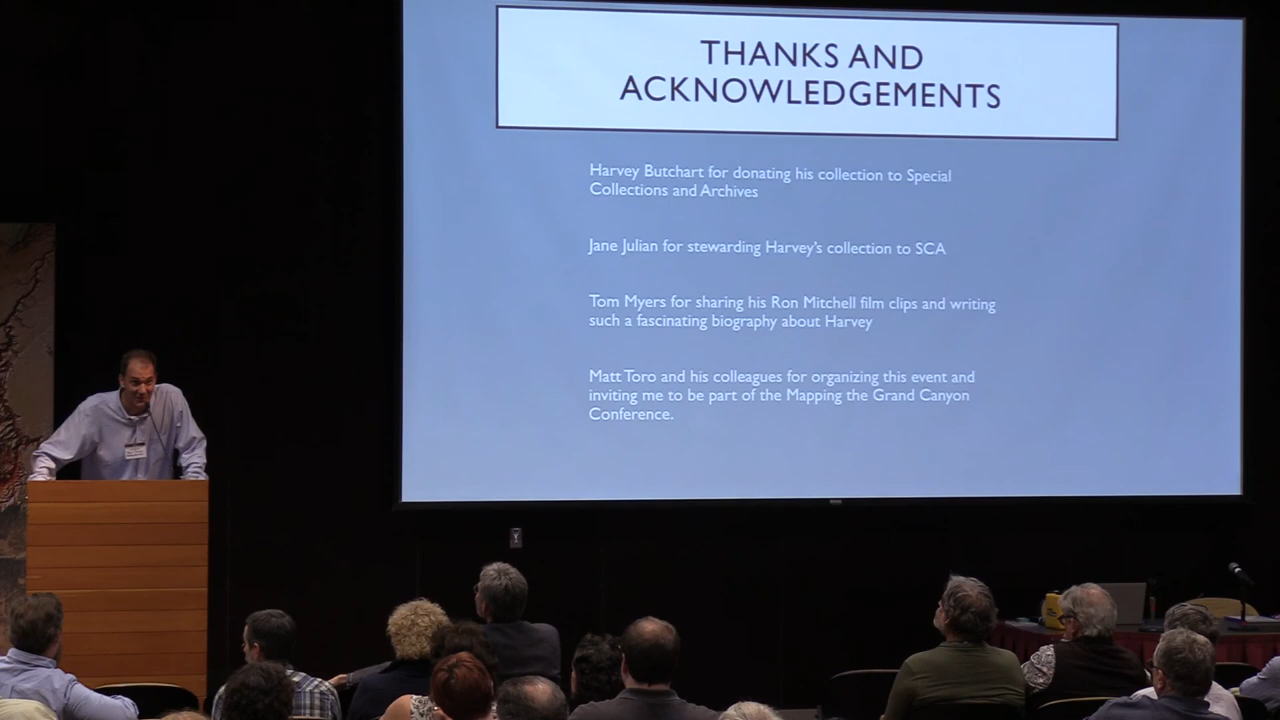 THANKS AND
ACKNOWLEDGEMENTS
Harvey Butchart for donating his collection to Special
Collections and Archives
Jane Julian for stewarding Harvey's collection to SCA
Tom Myers for sharing his Ron Mitchell film clips and writing
such a fascinating biography about Harvey
Matt Toro and his colleagues for organizing this event and
inviting me to be part of the Mapping the Grand Canyon
Conference.